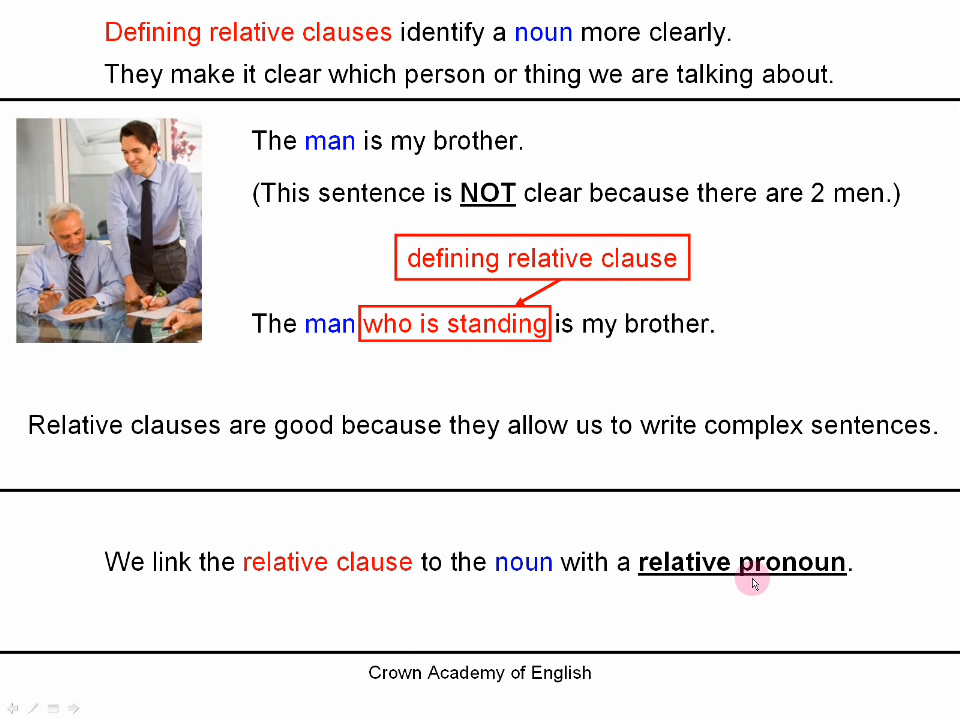 Defining relative clauses identify a noun more clearly.
They make it clear which person or thing we are talking about.
The man is my brother.
(This sentence is NOT clear because there are 2 men.)
defining relative clause
The man who is standing is my brother.
Relative clauses are good because they allow us to write complex sentences.
We link the relative clause to the noun with a relative pronoun.
Crown Academy of English